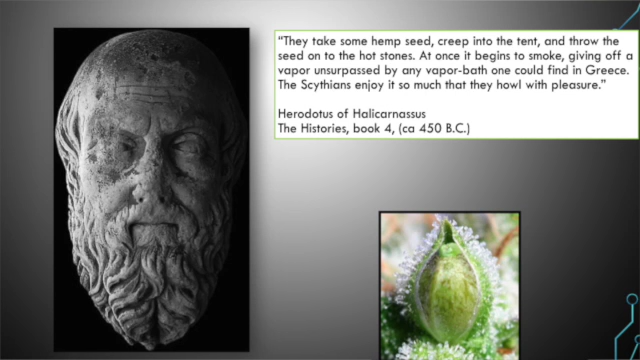 “They take some hemp seed, creep into the tent, and throw the
seed on to the hot stones. At once it begins to smoke, giving off a
vapor unsurpassed by any vapor-bath one could find in Greece.
The Scythians enjoy it so much that they howl with pleasure.”
Herodotus of Halicarnassus
The Histories, book 4, (ca 450 B.C.)